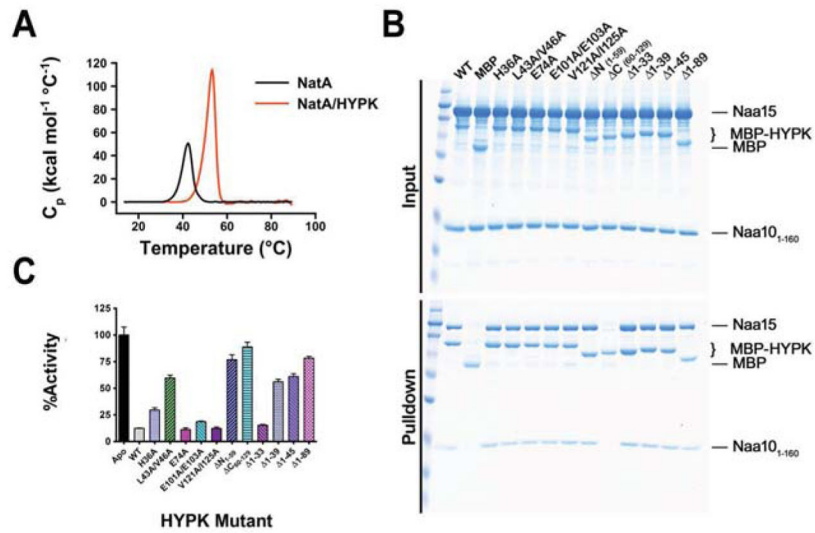 A
B
120
100
80
60
40
20
0
Cp (kcal mol-1 °C-1)
NatA
NatA/HYPK
20 40 60 80 100
Temperature (°C)
WT
MBP
H36A
L43A/V46A
E74A
E101A/E103A
V121A/I125A
ΔN (1-59)
ΔC (60-129)
Δ1-33
Δ1-39
Δ1-45
Δ1-89
Input
Naa15
} MBP-HYPK
MBP
Naa10 1-160
Pulldown
Naa15
} MBP-HYPK
MBP
Naa10 1-160
C
125
100
75
50
25
0
%Activity
Apo
WT
H36A
L43A/V46A
E74A
E101A/E103A
V121A/I125A
ΔN1-59
ΔC60-129
Δ1-33
Δ1-39
Δ1-45
Δ1-89
HYPK Mutant